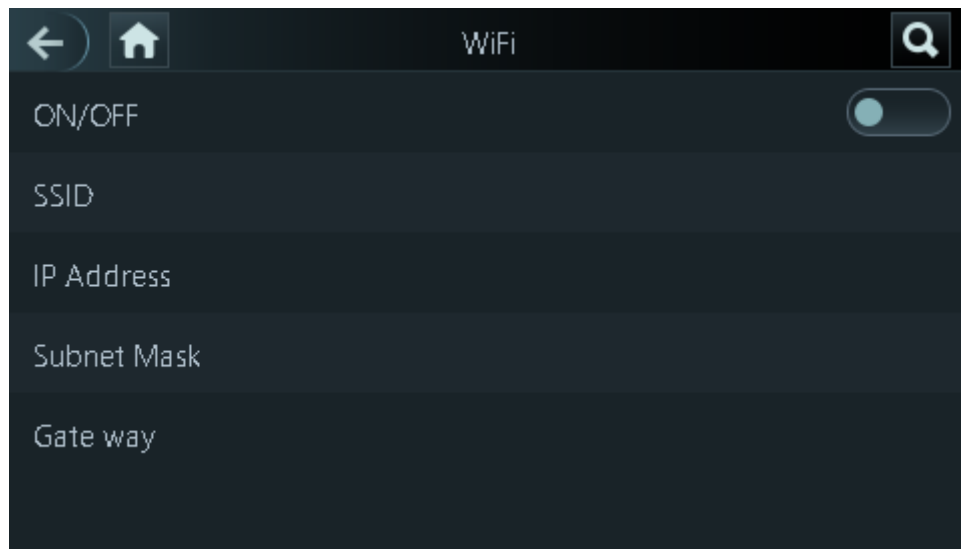 WiFi
ON/OFF
SSID
IP Address
Subnet Mask
Gate way